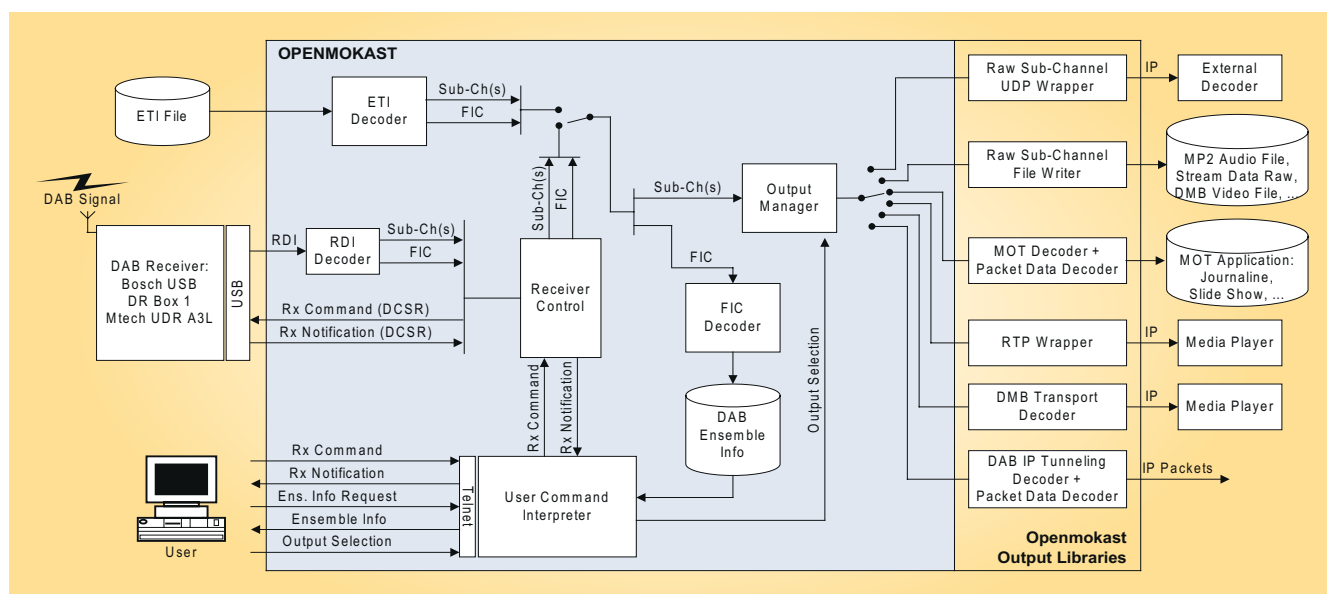 OPENMOKAST
ETI File
ETI
Decoder
Sub-Ch(s)
FIC
DAB Signal
DAB Receiver:
Bosch USB
DR Box 1
Mtech UDR A3L
USB
RDI
RDI
Decoder
Sub-Ch(s)
FIC
Rx Command (DCSR)
Rx Notification (DCSR)
Sub-Ch(s)
FIC
Receiver
Control
Rx Command
Rx Notification
Sub-Ch(s)
FIC
Output
Manager
FIC
Decoder
DAB
Ensemble
Info
Output Selection
User
Rx Command
Rx Notification
Ens. Info Request
Ensemble Info
Output Selection
Telnet
User Command
Interpreter
Raw Sub-Channel
UDP Wrapper
IP
External
Decoder
Raw Sub-Channel
File Writer
MP2 Audio File,
Stream Data Raw,
DMB Video File, ...
MOT Decoder +
Packet Data Decoder
MOT Application:
Journaline,
Slide Show, ...
RTP Wrapper
IP
Media Player
DMB Transport
Decoder
IP
Media Player
DAB IP Tunneling
Decoder +
Packet Data Decoder
IP Packets
Openmokast
Output Libraries